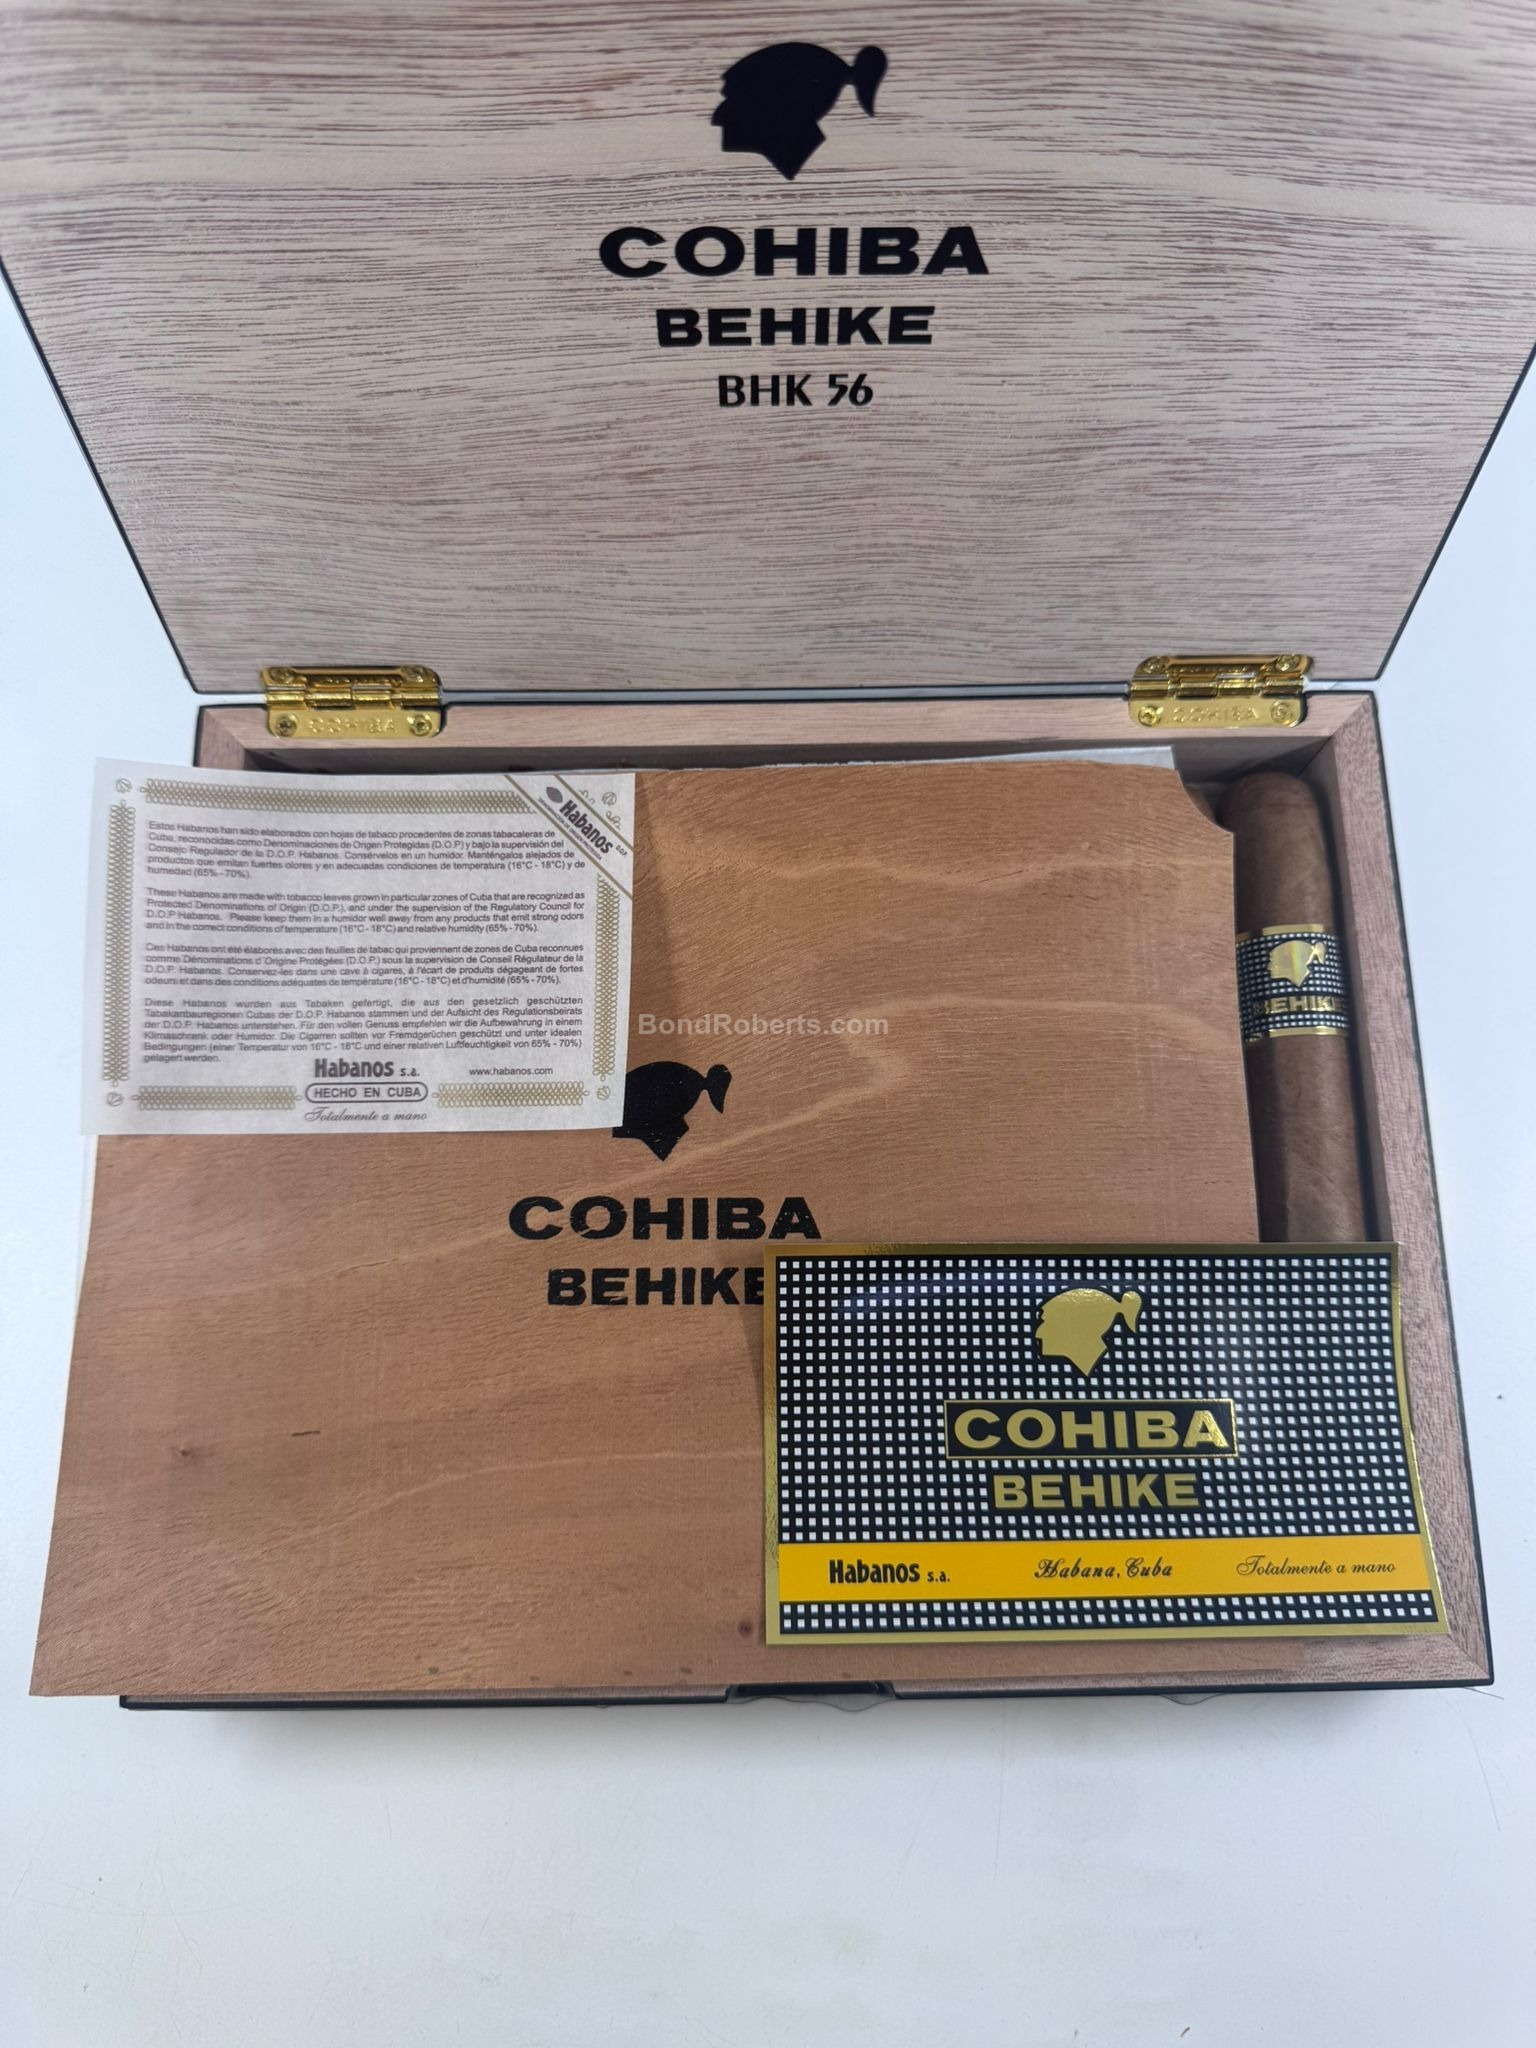 COHIBA
BEHIKE
BHK 56
COHIBA
COHIBA
Habanos D.O.P.
DENOMINACIÓN DE ORIGEN PROTEGIDA
Estos Habanos han sido elaborados con hojas de tabaco procedentes de zonas tabacaleras de
Cuba, reconocidas como Denominaciones de Origen Protegidas (D.O.P.) y bajo la supervisión del
Consejo Regulador de la D.O.P. Habanos. Consérvelos en un humidor. Manténgalos alejados de
productos que emitan fuertes olores y en adecuadas condiciones de temperatura (16°C - 18°C) y de
humedad (65% - 70%).
These Habanos are made with tobacco leaves grown in particular zones of Cuba that are recognized as
Protected Denominations of Origin (D.O.P.), and under the supervision of the Regulatory Council for
D.O.P Habanos. Please keep them in a humidor well away from any products that emit strong odors
and in the correct conditions of temperature (16°C - 18°C) and relative humidity (65% - 70%).
Ces Habanos ont été élaborés avec des feuilles de tabac qui proviennent de zones de Cuba reconnues
comme Dénominations d'Origine Protégées (D.O.P.) sous la supervision de Conseil Régulateur de la
D.O.P. Habanos. Conservez-les dans une cave à cigares, à l'écart de produits dégageant de fortes
odeurs et dans des conditions adéquates de température (16°C - 18°C) et d'humidité (65% - 70%).
Diese Habanos wurden aus Tabaken gefertigt, die aus den gesetzlich geschützten
Tabakanbauregionen Cubas der D.O.P. Habanos stammen und der Aufsicht des Regulationsbeirats
der D.O.P. Habanos unterstehen. Für den vollen Genuss empfehlen wir die Aufbewahrung in einem
Klimaschrank oder Humidor. Die Cigarren sollten vor Fremdgerüchen geschützt und unter idealen
Bedingungen (einer Temperatur von 16°C - 18°C und einer relativen Luftfeuchtigkeit von 65% - 70%)
gelagert werden.
Habanos s.a.
www.habanos.com
HECHO EN CUBA
Totalmente a mano
BEHIKE
BondRoberts.com
COHIBA
BEHIKE
COHIBA
BEHIKE
Habanos s.a.
Habana, Cuba
Totalmente a mano